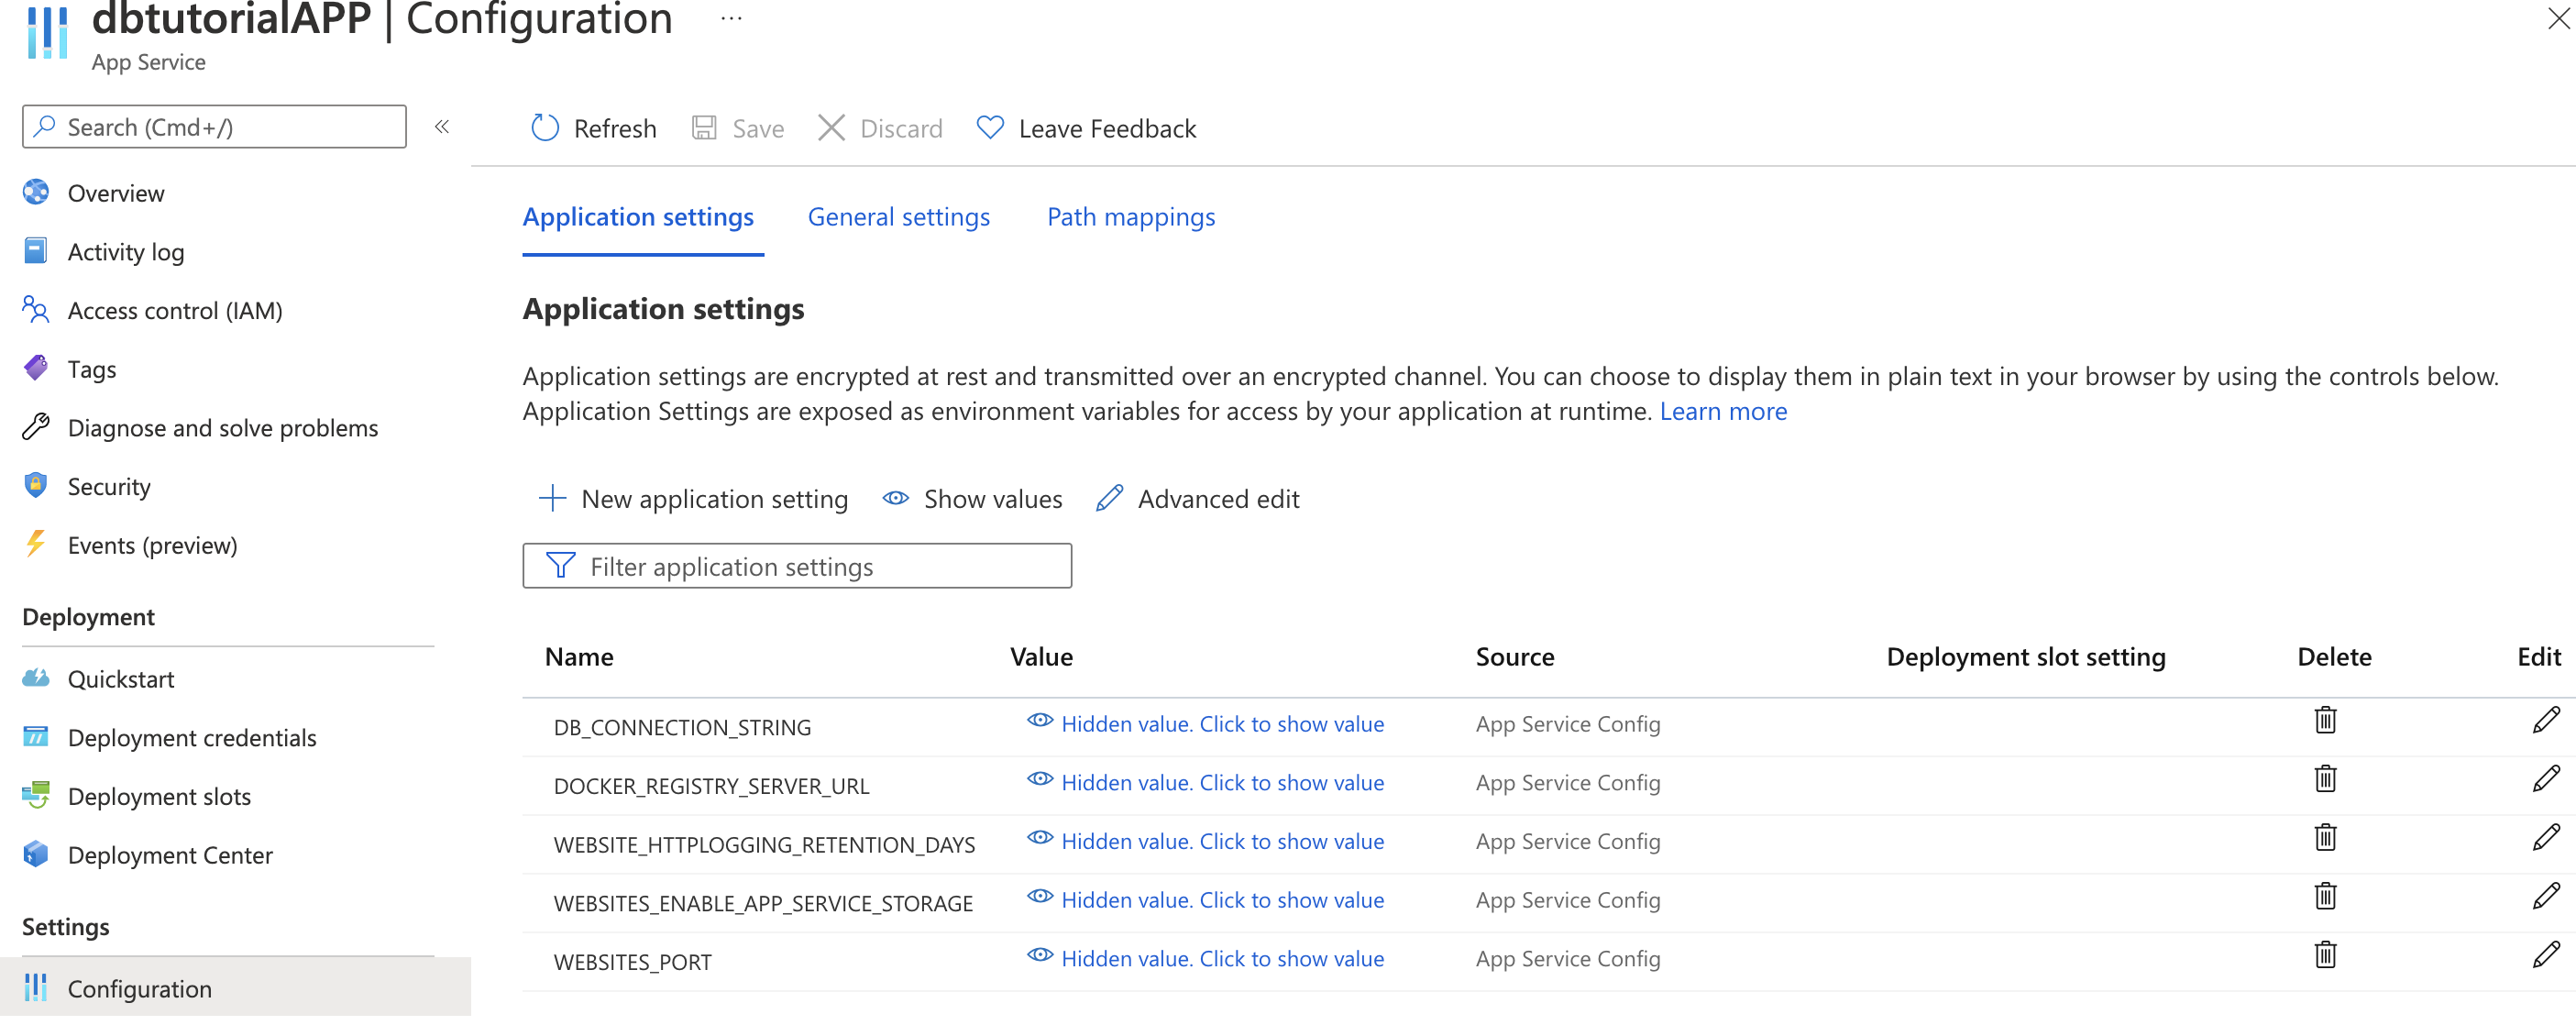 dbtutorialAPP | Configuration ...
App Service
Search (Cmd+/)
«
Overview
Activity log
Access control (IAM)
Tags
Diagnose and solve problems
Security
Events (preview)
Deployment
Quickstart
Deployment credentials
Deployment slots
Deployment Center
Settings
Configuration
Refresh Save Discard Leave Feedback
Application settings General settings Path mappings
Application settings
Application settings are encrypted at rest and transmitted over an encrypted channel. You can choose to display them in plain text in your browser by using the controls below.
Application Settings are exposed as environment variables for access by your application at runtime. Learn more
New application setting Show values Advanced edit
Filter application settings
Name Value Source Deployment slot setting Delete Edit
DB_CONNECTION_STRING Hidden value. Click to show value App Service Config
DOCKER_REGISTRY_SERVER_URL Hidden value. Click to show value App Service Config
WEBSITE_HTTPLOGGING_RETENTION_DAYS Hidden value. Click to show value App Service Config
WEBSITES_ENABLE_APP_SERVICE_STORAGE Hidden value. Click to show value App Service Config
WEBSITES_PORT Hidden value. Click to show value App Service Config